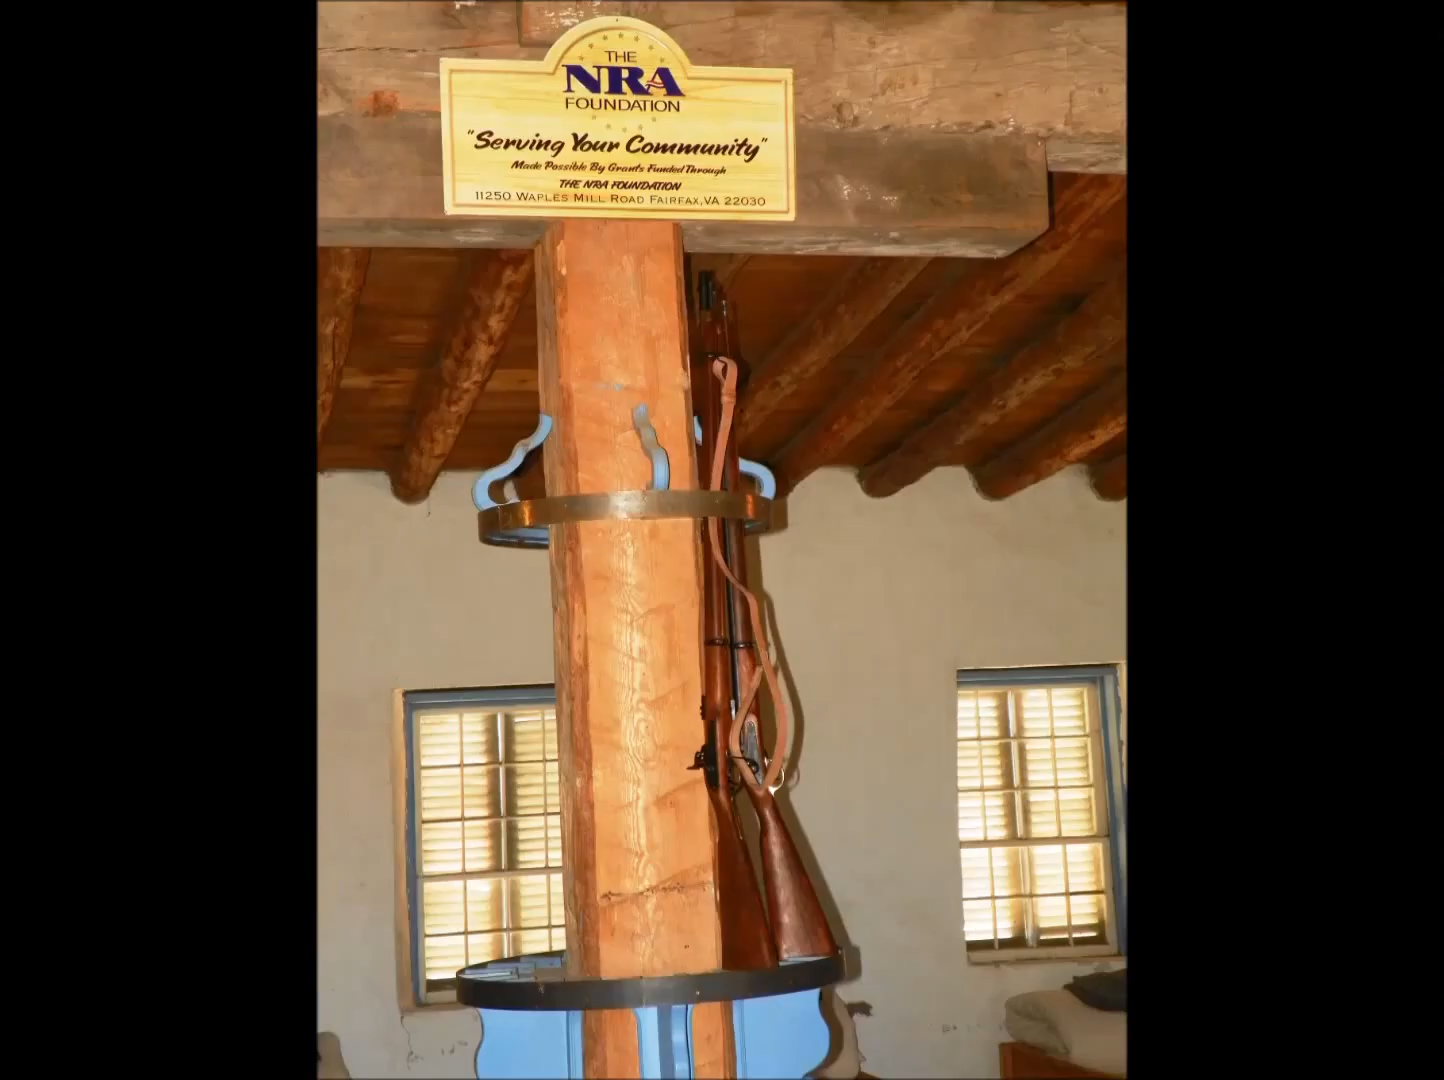 THE
NRA
FOUNDATION
"Serving Your Community"
Made Possible By Grants Funded Through
THE NRA FOUNDATION
11250 WAPLES MILL ROAD FAIRFAX,VA 22030